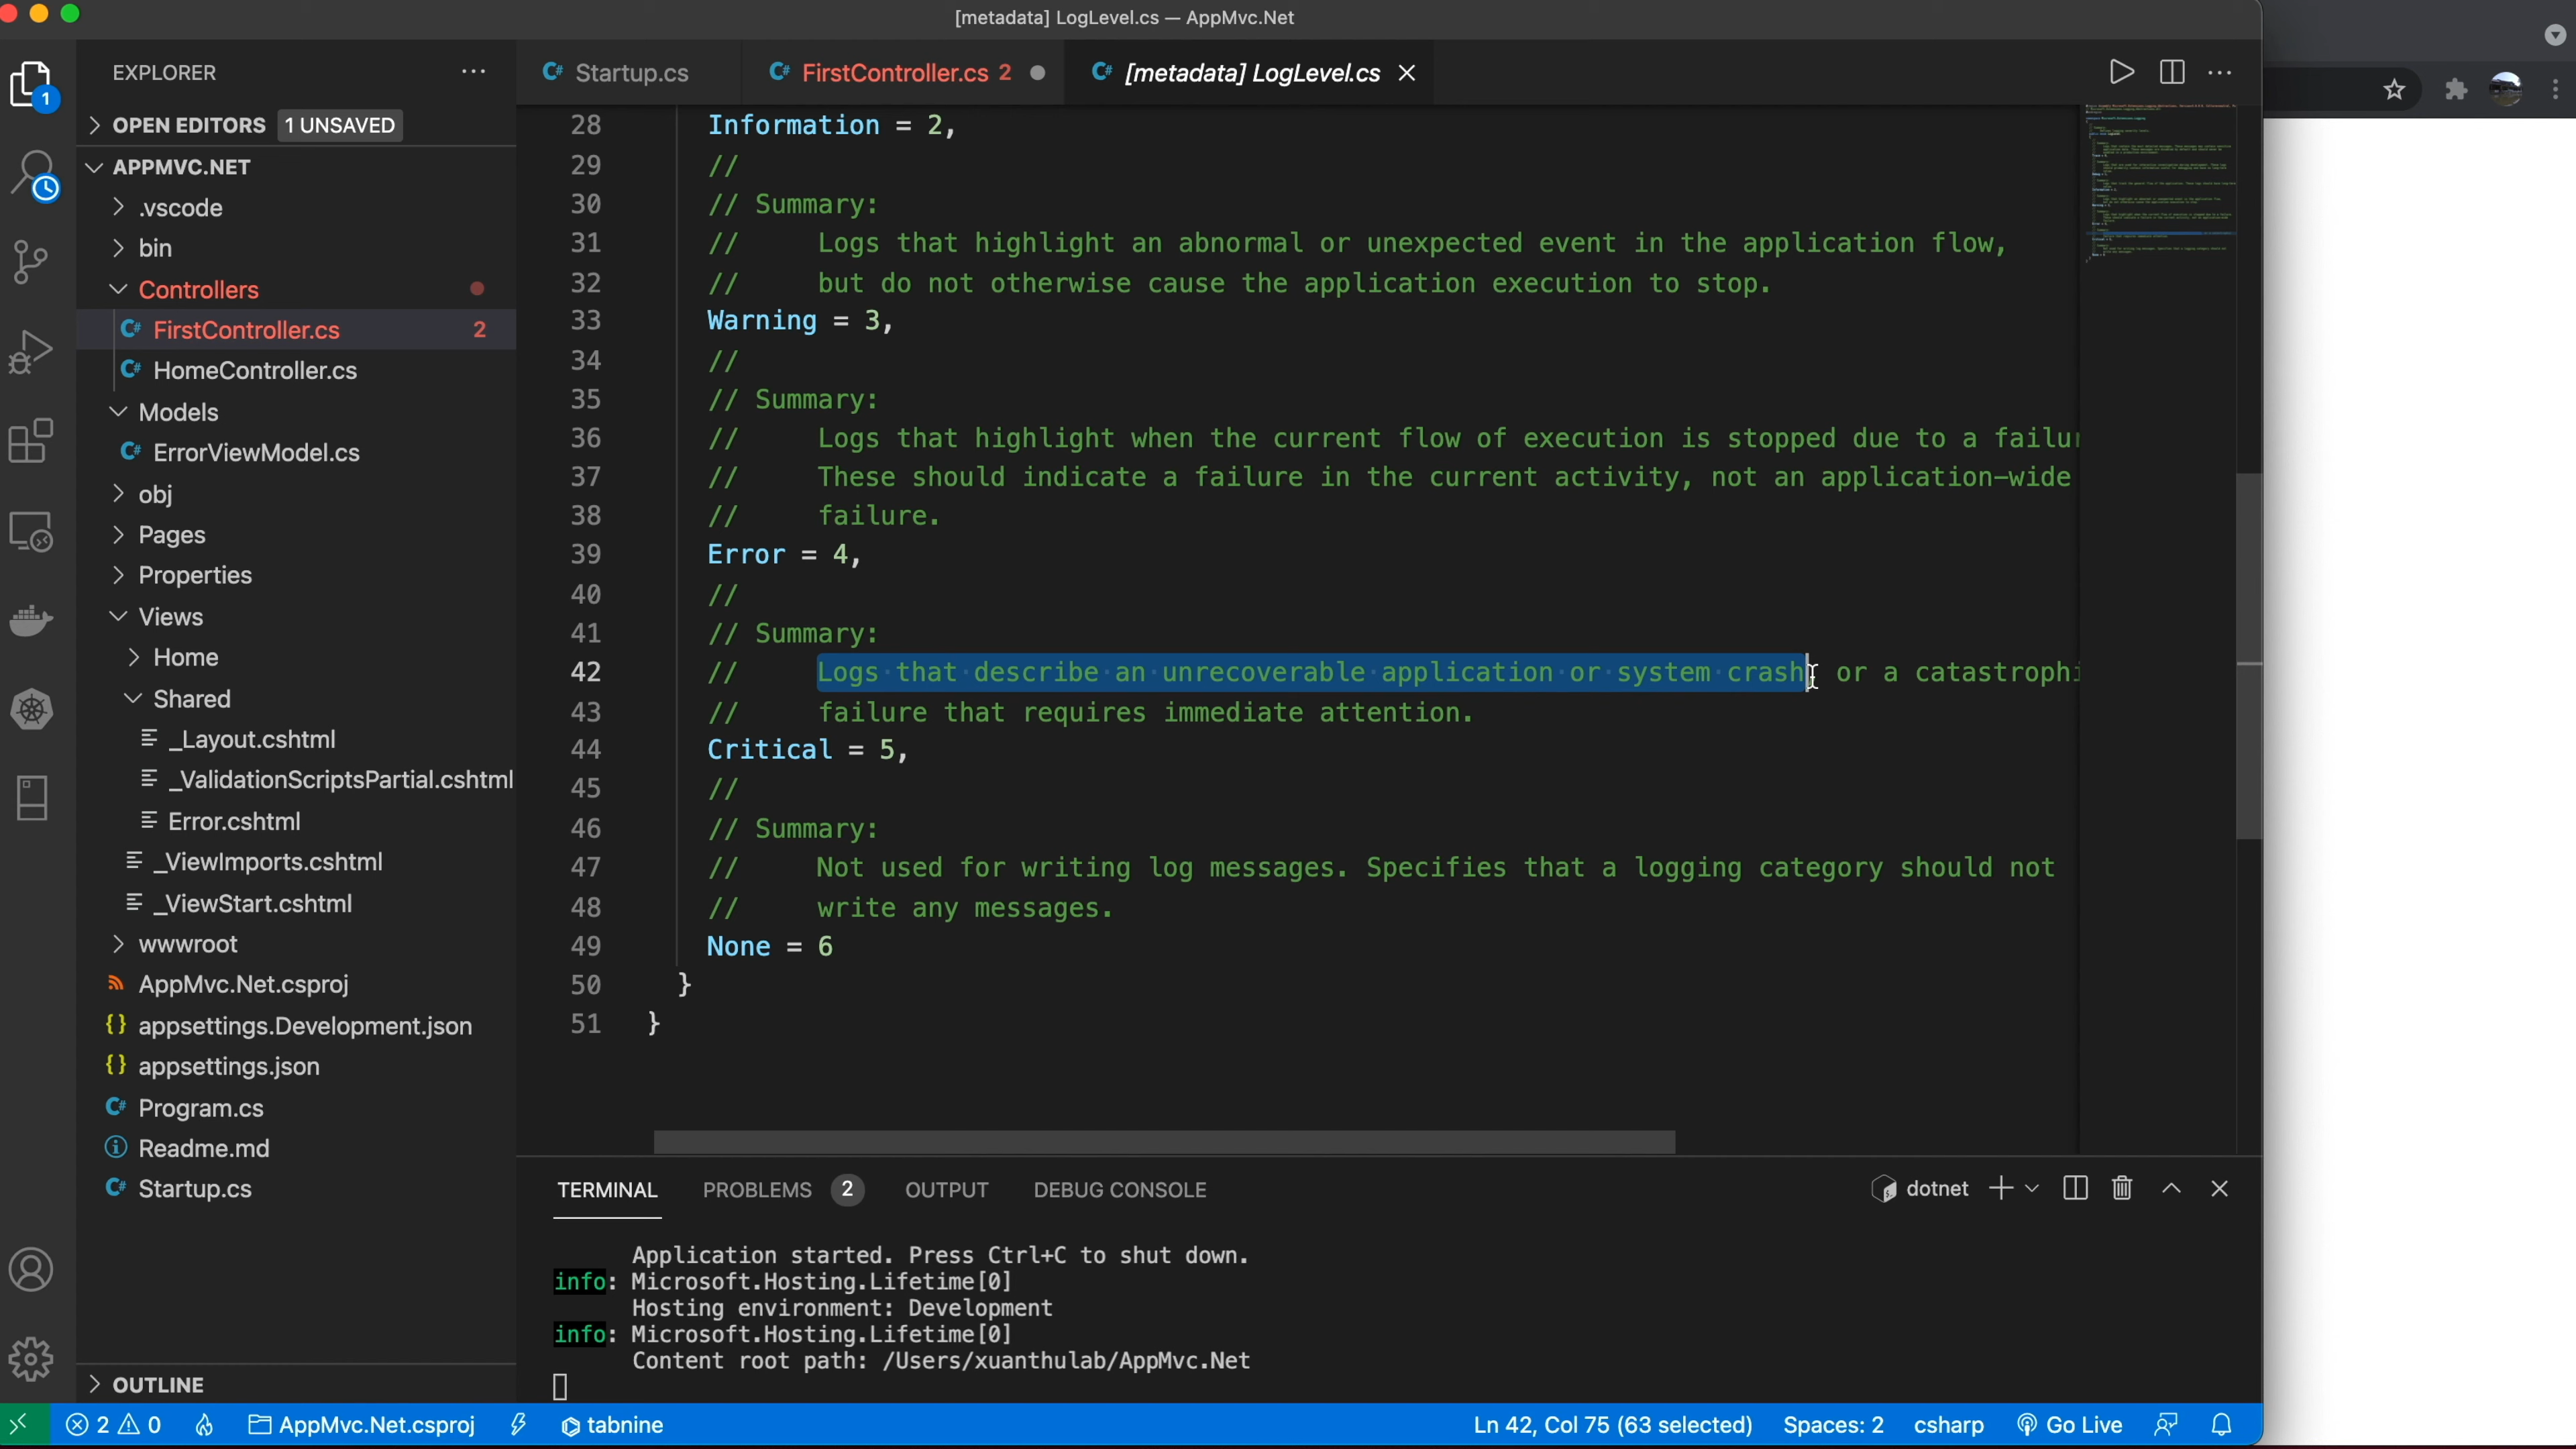 [metadata] LogLevel.cs — AppMvc.Net
EXPLORER
Startup.cs
FirstController.cs 2
[metadata] LogLevel.cs
1
OPEN EDITORS 1 UNSAVED
APPMVC.NET
.vscode
bin
Controllers
FirstController.cs 2
HomeController.cs
Models
ErrorViewModel.cs
obj
Pages
Properties
Views
Home
Shared
_Layout.cshtml
_ValidationScriptsPartial.cshtml
Error.cshtml
_ViewImports.cshtml
_ViewStart.cshtml
wwwroot
AppMvc.Net.csproj
appsettings.Development.json
appsettings.json
Program.cs
Readme.md
Startup.cs
OUTLINE
28 Information = 2,
29 //
30 // Summary:
31 // Logs that highlight an abnormal or unexpected event in the application flow,
32 // but do not otherwise cause the application execution to stop.
33 Warning = 3,
34 //
35 // Summary:
36 // Logs that highlight when the current flow of execution is stopped due to a failur
37 // These should indicate a failure in the current activity, not an application-wide
38 // failure.
39 Error = 4,
40 //
41 // Summary:
42 // Logs that describe an unrecoverable application or system crash, or a catastrophi
43 // failure that requires immediate attention.
44 Critical = 5,
45 //
46 // Summary:
47 // Not used for writing log messages. Specifies that a logging category should not
48 // write any messages.
49 None = 6
50 }
51 }
TERMINAL PROBLEMS 2 OUTPUT DEBUG CONSOLE
dotnet
Application started. Press Ctrl+C to shut down.
info: Microsoft.Hosting.Lifetime[0]
Hosting environment: Development
info: Microsoft.Hosting.Lifetime[0]
Content root path: /Users/xuanthulab/AppMvc.Net
2 0 AppMvc.Net.csproj tabnine
Ln 42, Col 75 (63 selected) Spaces: 2 csharp Go Live